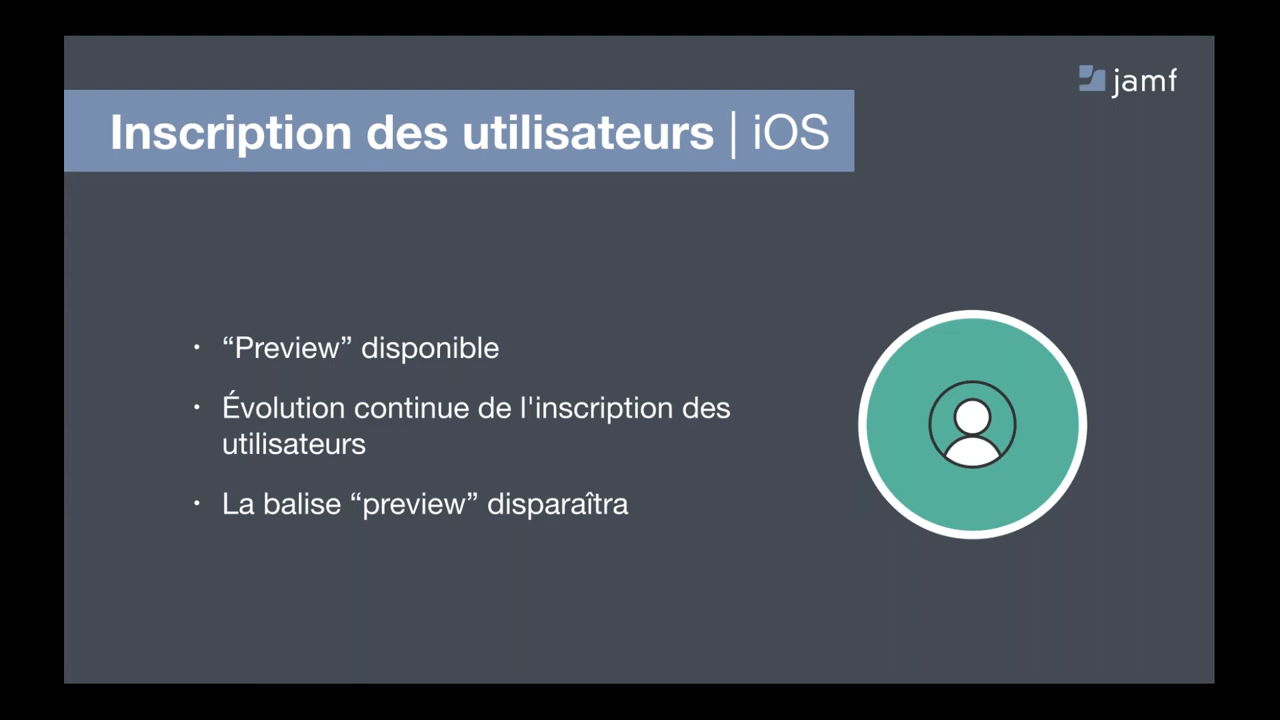 jamf
Inscription des utilisateurs | iOS
• “Preview” disponible
• Évolution continue de l'inscription des
utilisateurs
• La balise “preview” disparaîtra